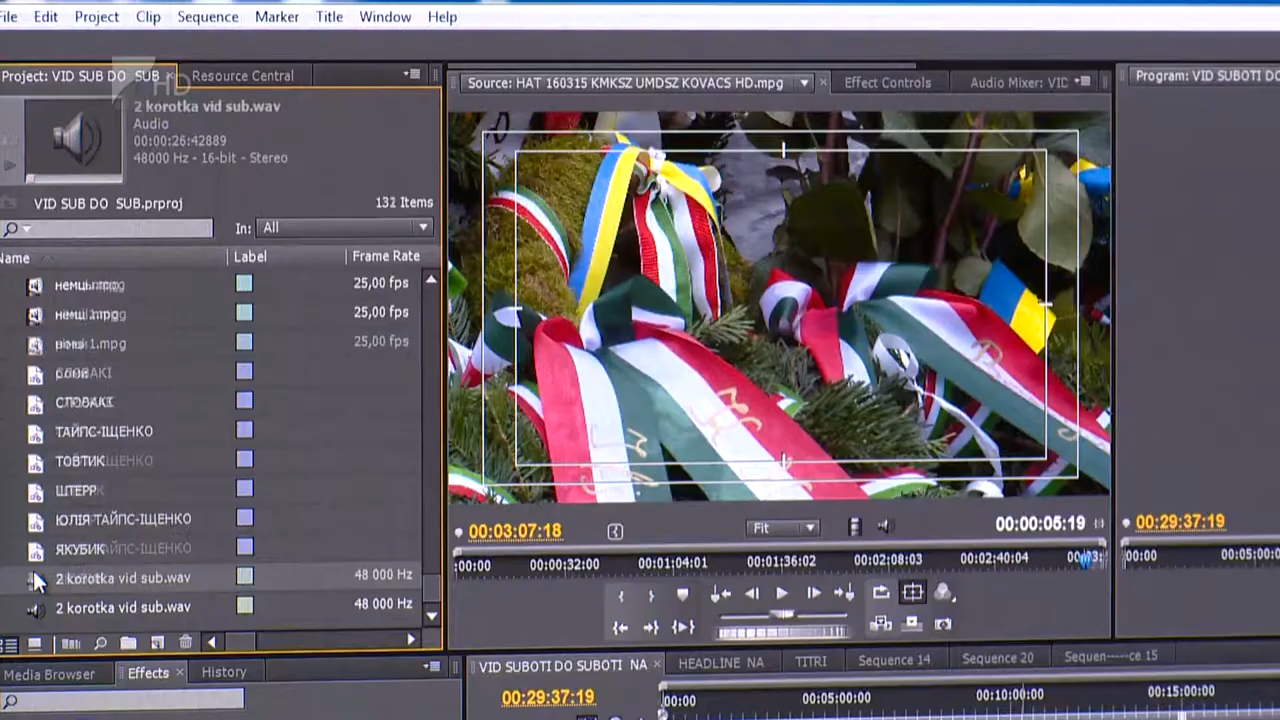 File Edit Project Clip Sequence Marker Title Window Help
Project: VID SUB DO SUB × Resource Central
HD
2 korotka vid sub.wav
Audio
00:00:26:42889
48000 Hz - 16-bit - Stereo
VID SUB DO SUB.prproj 132 Items
In: All
Name Label Frame Rate
25,00 fps
25,00 fps
25,00 fps
СЛОВАКІ
ТАЙПС-ІЩЕНКО
ТОВТИК
ШТЕРР
ЮЛІЯ ТАЙПС-ІЩЕНКО
ЯКУБИК
2 korotka vid sub.wav 48 000 Hz
2 korotka vid sub.wav 48 000 Hz
Media Browser Effects × History
Source: HAT 160315 KMKSZ UMDSZ KOVACS HD.mpg × Effect Controls Audio Mixer: VID
00:03:07:18 Fit 00:00:05:19
:00:00 00:00:32:00 00:01:04:01 00:01:36:02 00:02:08:03 00:02:40:04
Program: VID SUBOTI DO
00:29:37:19
00:00 00:05:00:0
VID SUBOTI DO SUBOTI NA × HEADLINE NA TITRI Sequence 14 Sequence 20 Sequence 15
00:29:37:19
:00:00 00:05:00:00 00:10:00:00 00:15:00:00